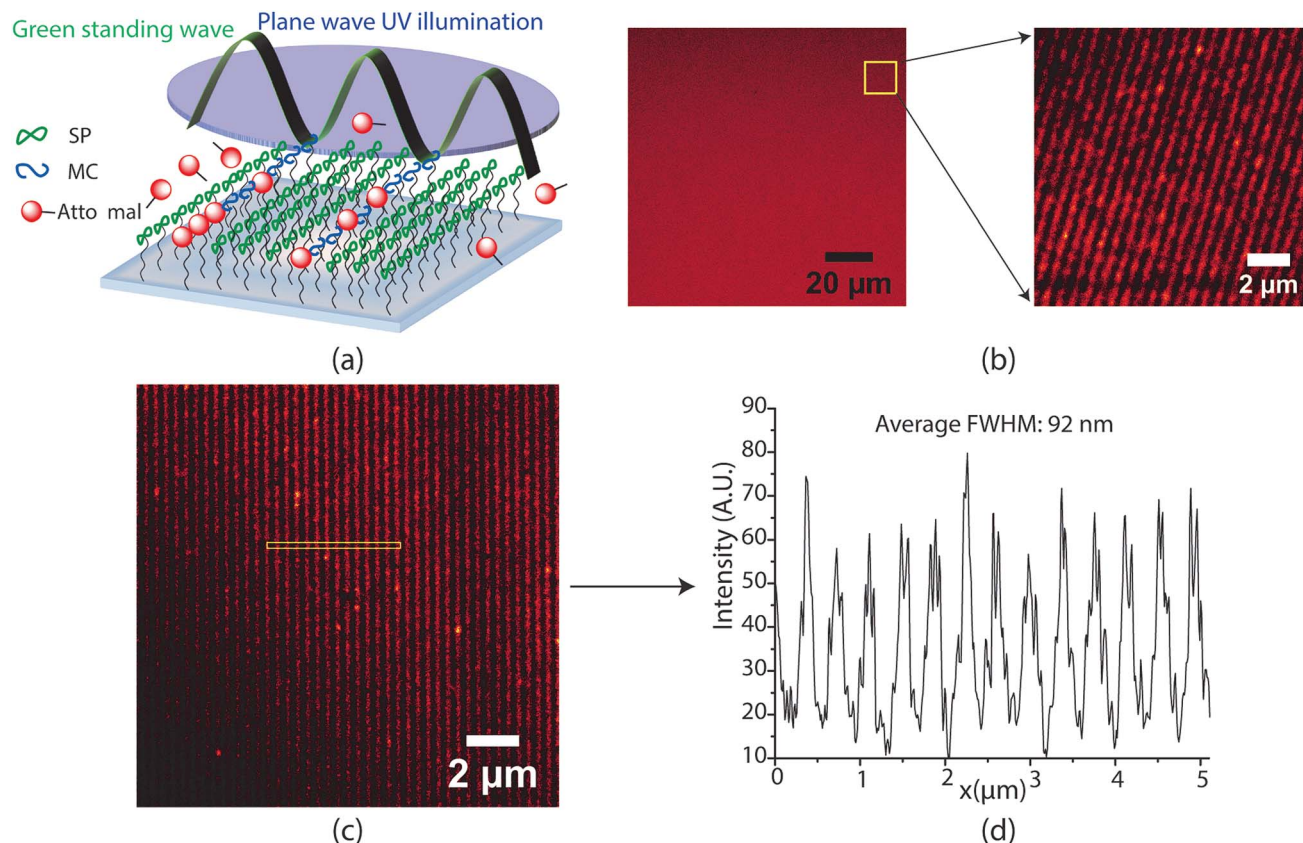 Green standing wave
Plane wave UV illumination
SP
MC
Atto mal
(a)
20 µm
2 µm
(b)
2 µm
(c)
Average FWHM: 92 nm
Intensity (A.U.)
90
80
70
60
50
40
30
20
10
0 1 2 3 4 5
x(µm)
(d)